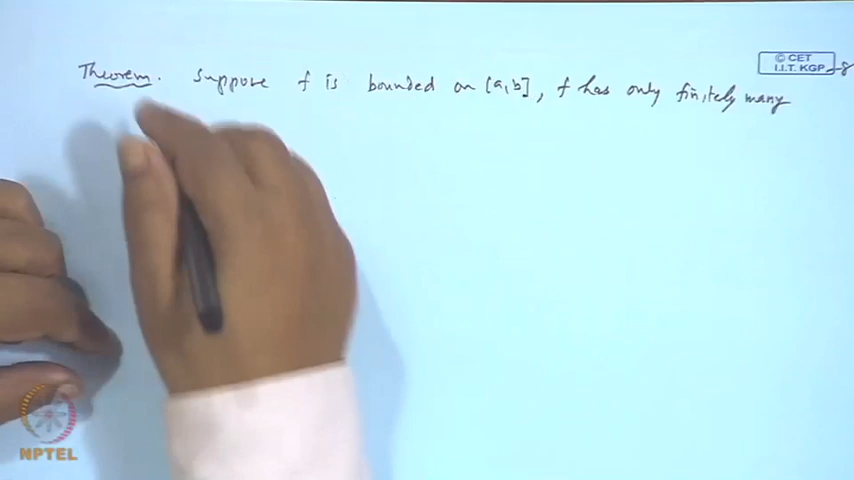 Theorem. Suppose f is bounded on [a,b], f has only finitely many
© CET
I.I.T. KGP
NPTEL